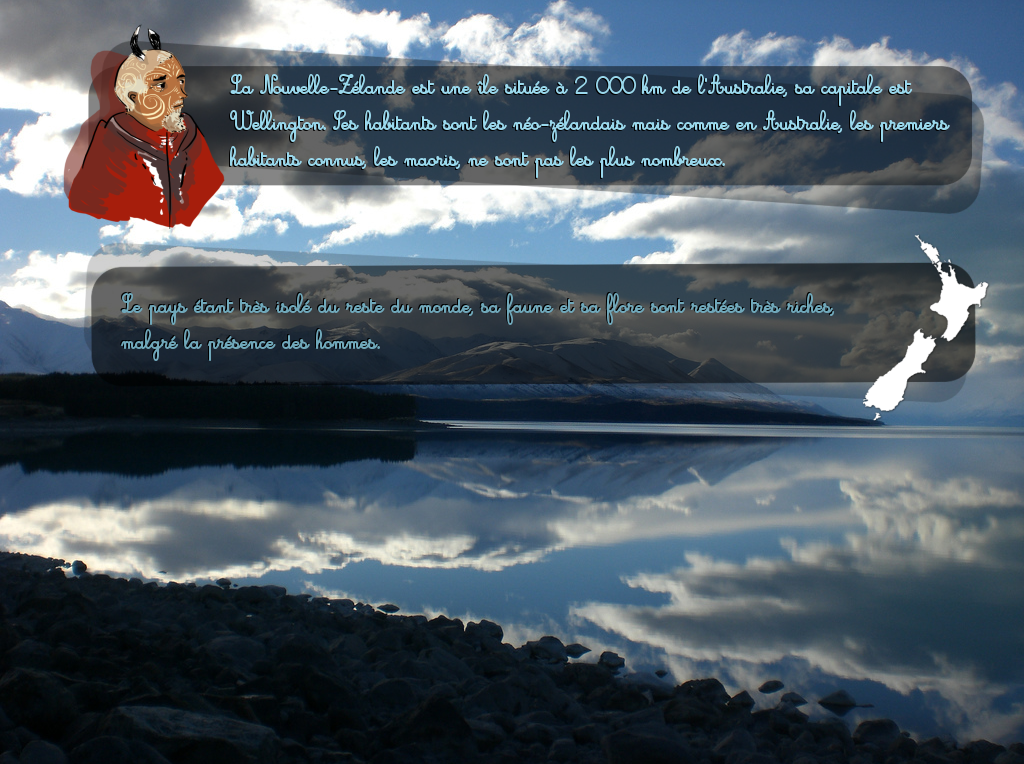 La Nouvelle-Zélande est une île située à 2 000 km de l'Australie, sa capitale est
Wellington. Ses habitants sont les néo-zélandais mais comme en Australie, les premiers
habitants connus, les maoris, ne sont pas les plus nombreux.
Le pays étant très isolé du reste du monde, sa faune et sa flore sont restées très riches,
malgré la présence des hommes.